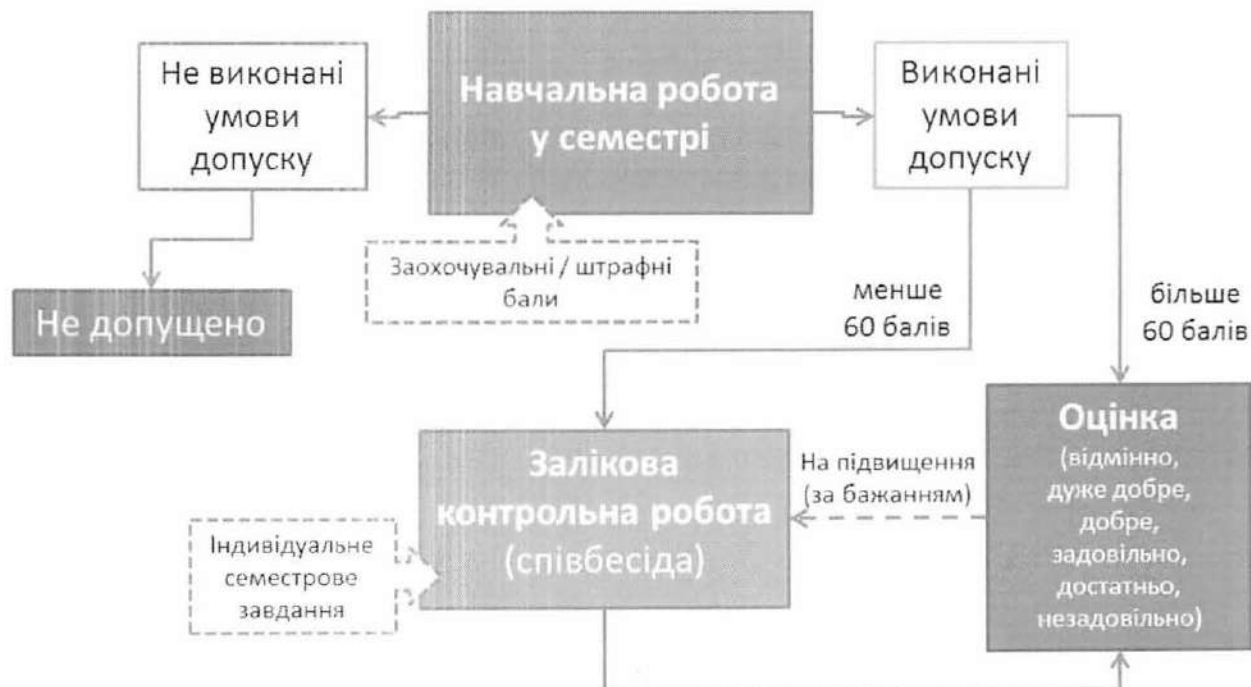 Не виконані
умови
допуску
Навчальна робота
у семестрі
Виконані
умови
допуску
Заохочувальні / штрафні
бали
Не допущено
менше
60 балів
більше
60 балів
Залікова
контрольна робота
(співбесіда)
На підвищення
(за бажанням)
Оцінка
(відмінно,
дуже добре,
добре,
задовільно,
достатньо,
незадовільно)
Індивідуальне
семестрове
завдання